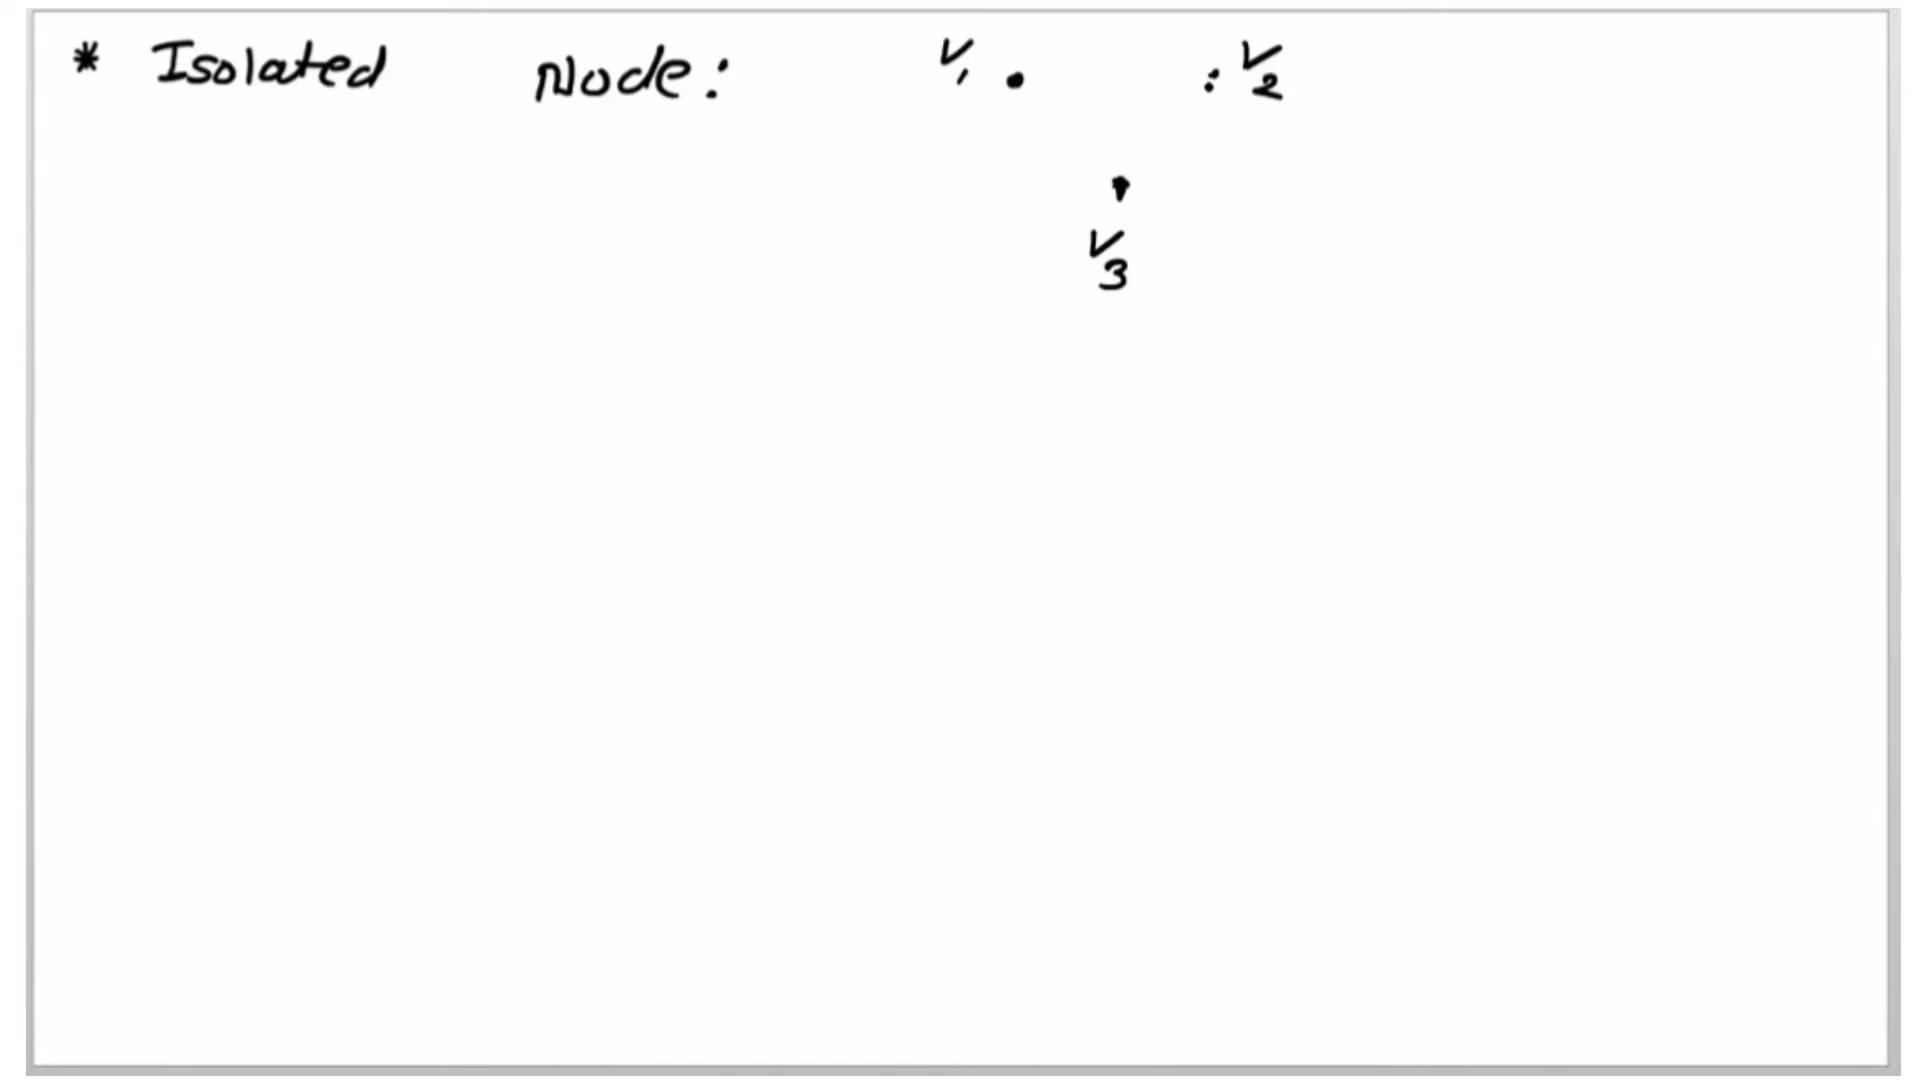 * Isolated Node: V1 . : V2
V3